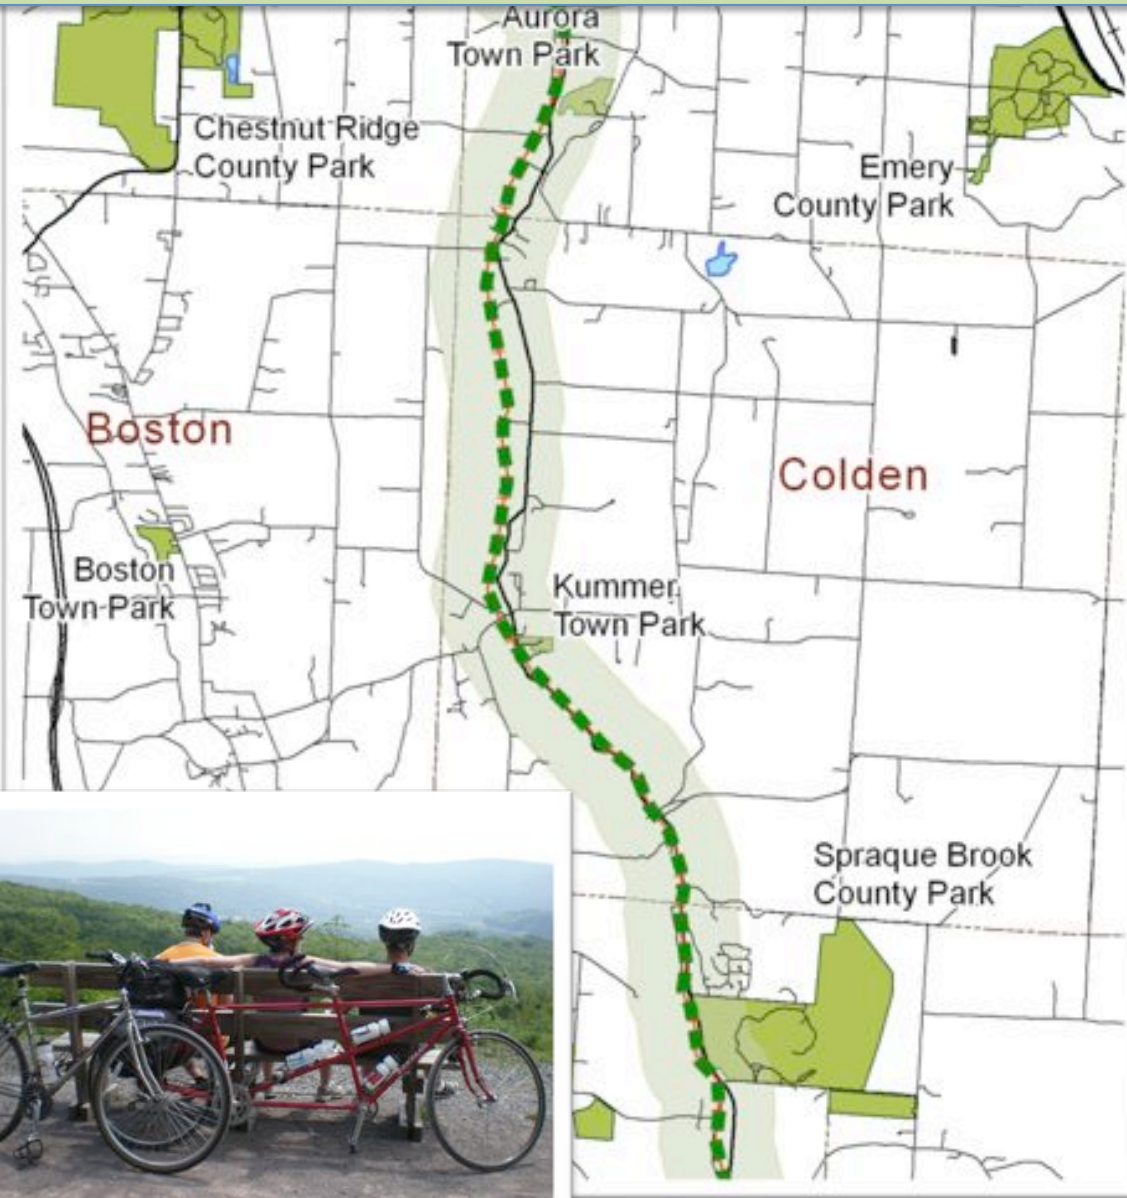 Aurora
Town Park
Chestnut Ridge
County Park
Emery
County Park
Boston
Colden
Boston
Town Park
Kummer
Town Park
Spraque Brook
County Park